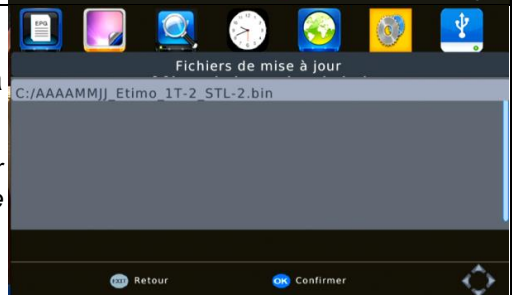 EPG
Fichiers de mise à jour
C:/AAAAMMJJ_Etimo_1T-2_STL-2.bin
EXIT Retour
OK Confirmer